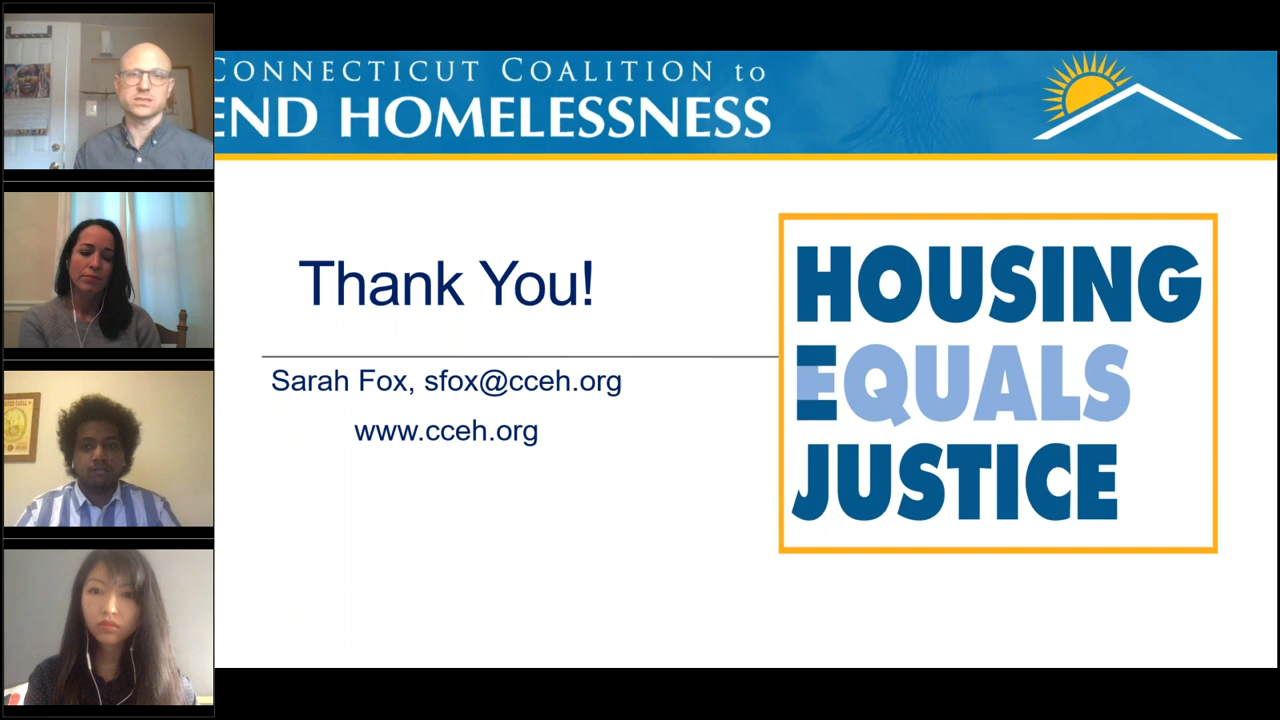 CONNECTICUT COALITION to
END HOMELESSNESS
Thank You!
Sarah Fox, sfox@cceh.org
www.cceh.org
HOUSING
EQUALS
JUSTICE